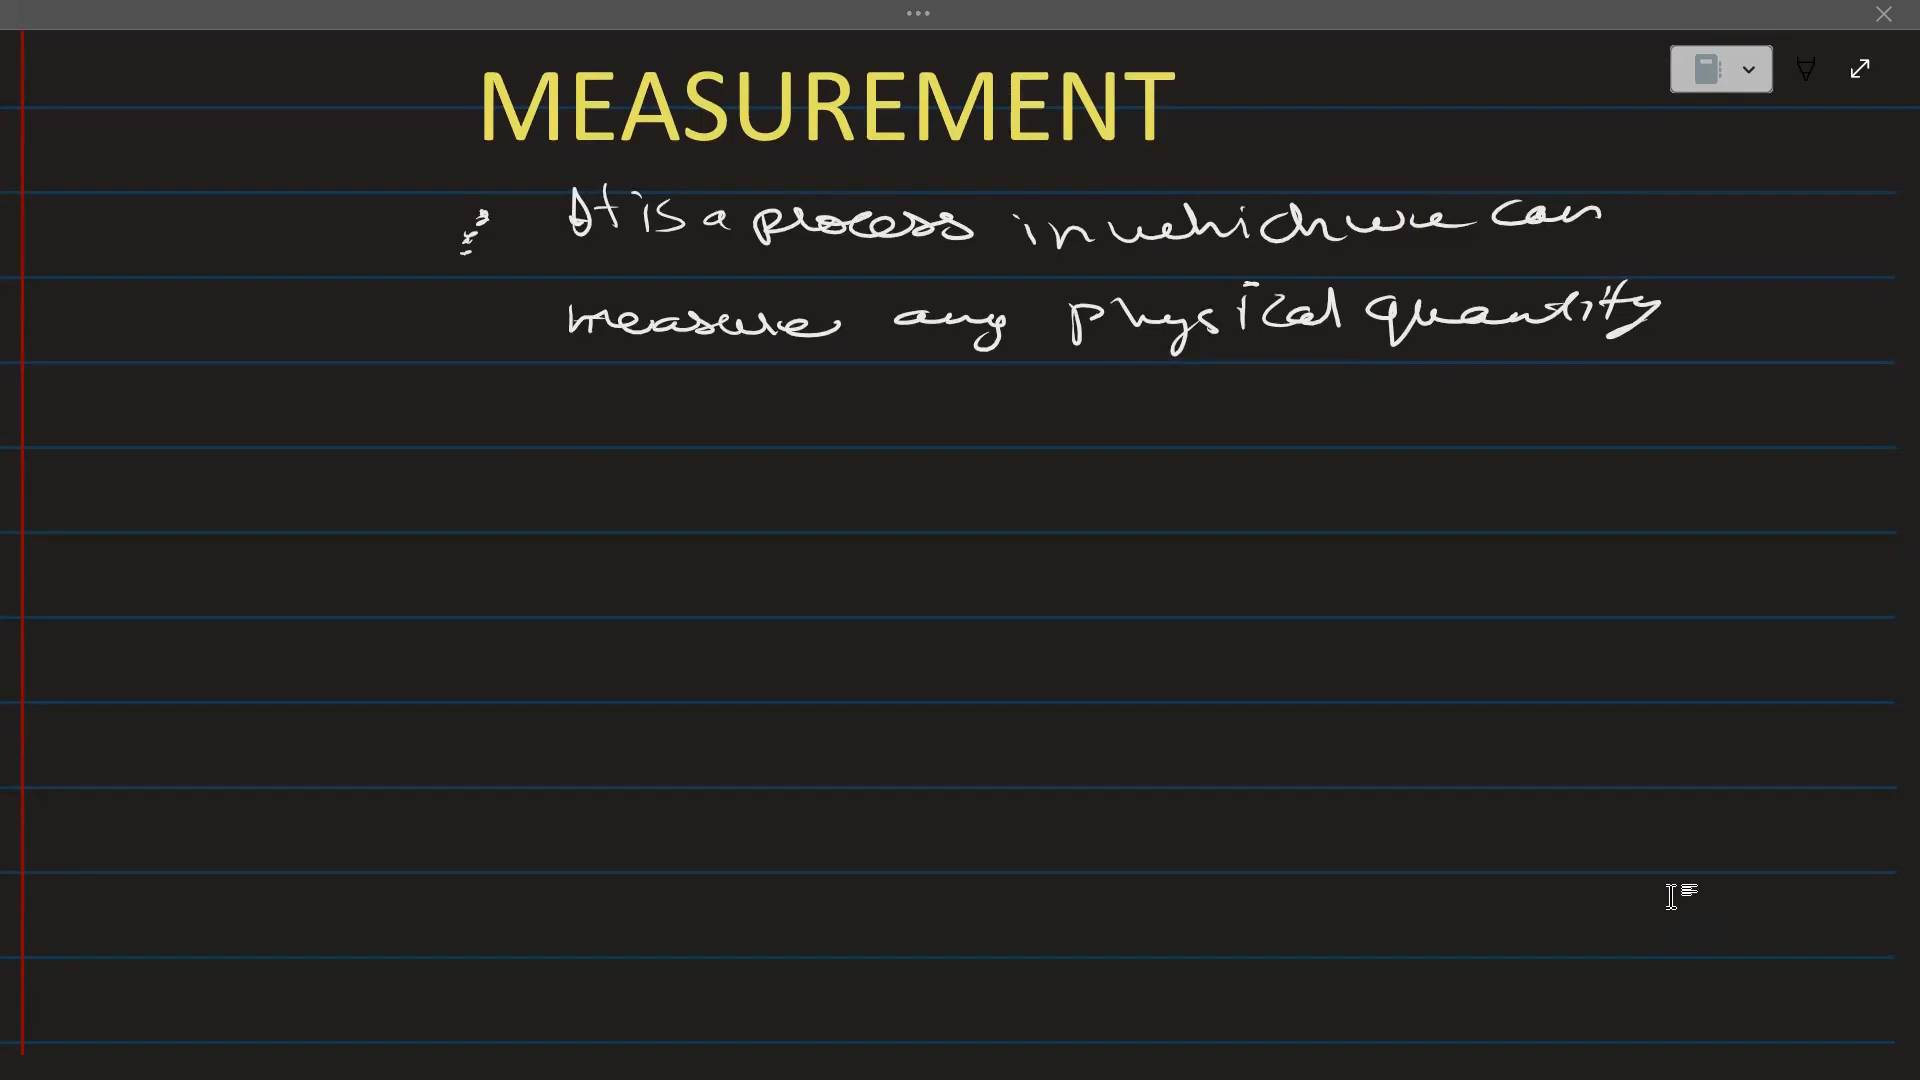 MEASUREMENT
It is a process in which we can
measure any physical quantity